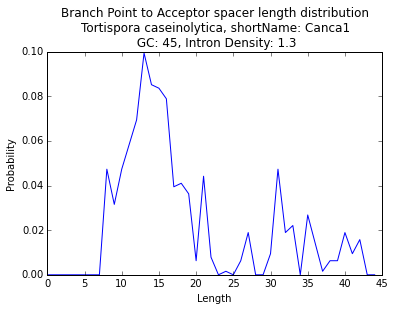 Branch Point to Acceptor spacer length distribution
Tortispora caseinolytica, shortName: Canca1
GC: 45, Intron Density: 1.3
Probability
0.10
0.08
0.06
0.04
0.02
0.00
0 5 10 15 20 25 30 35 40 45
Length